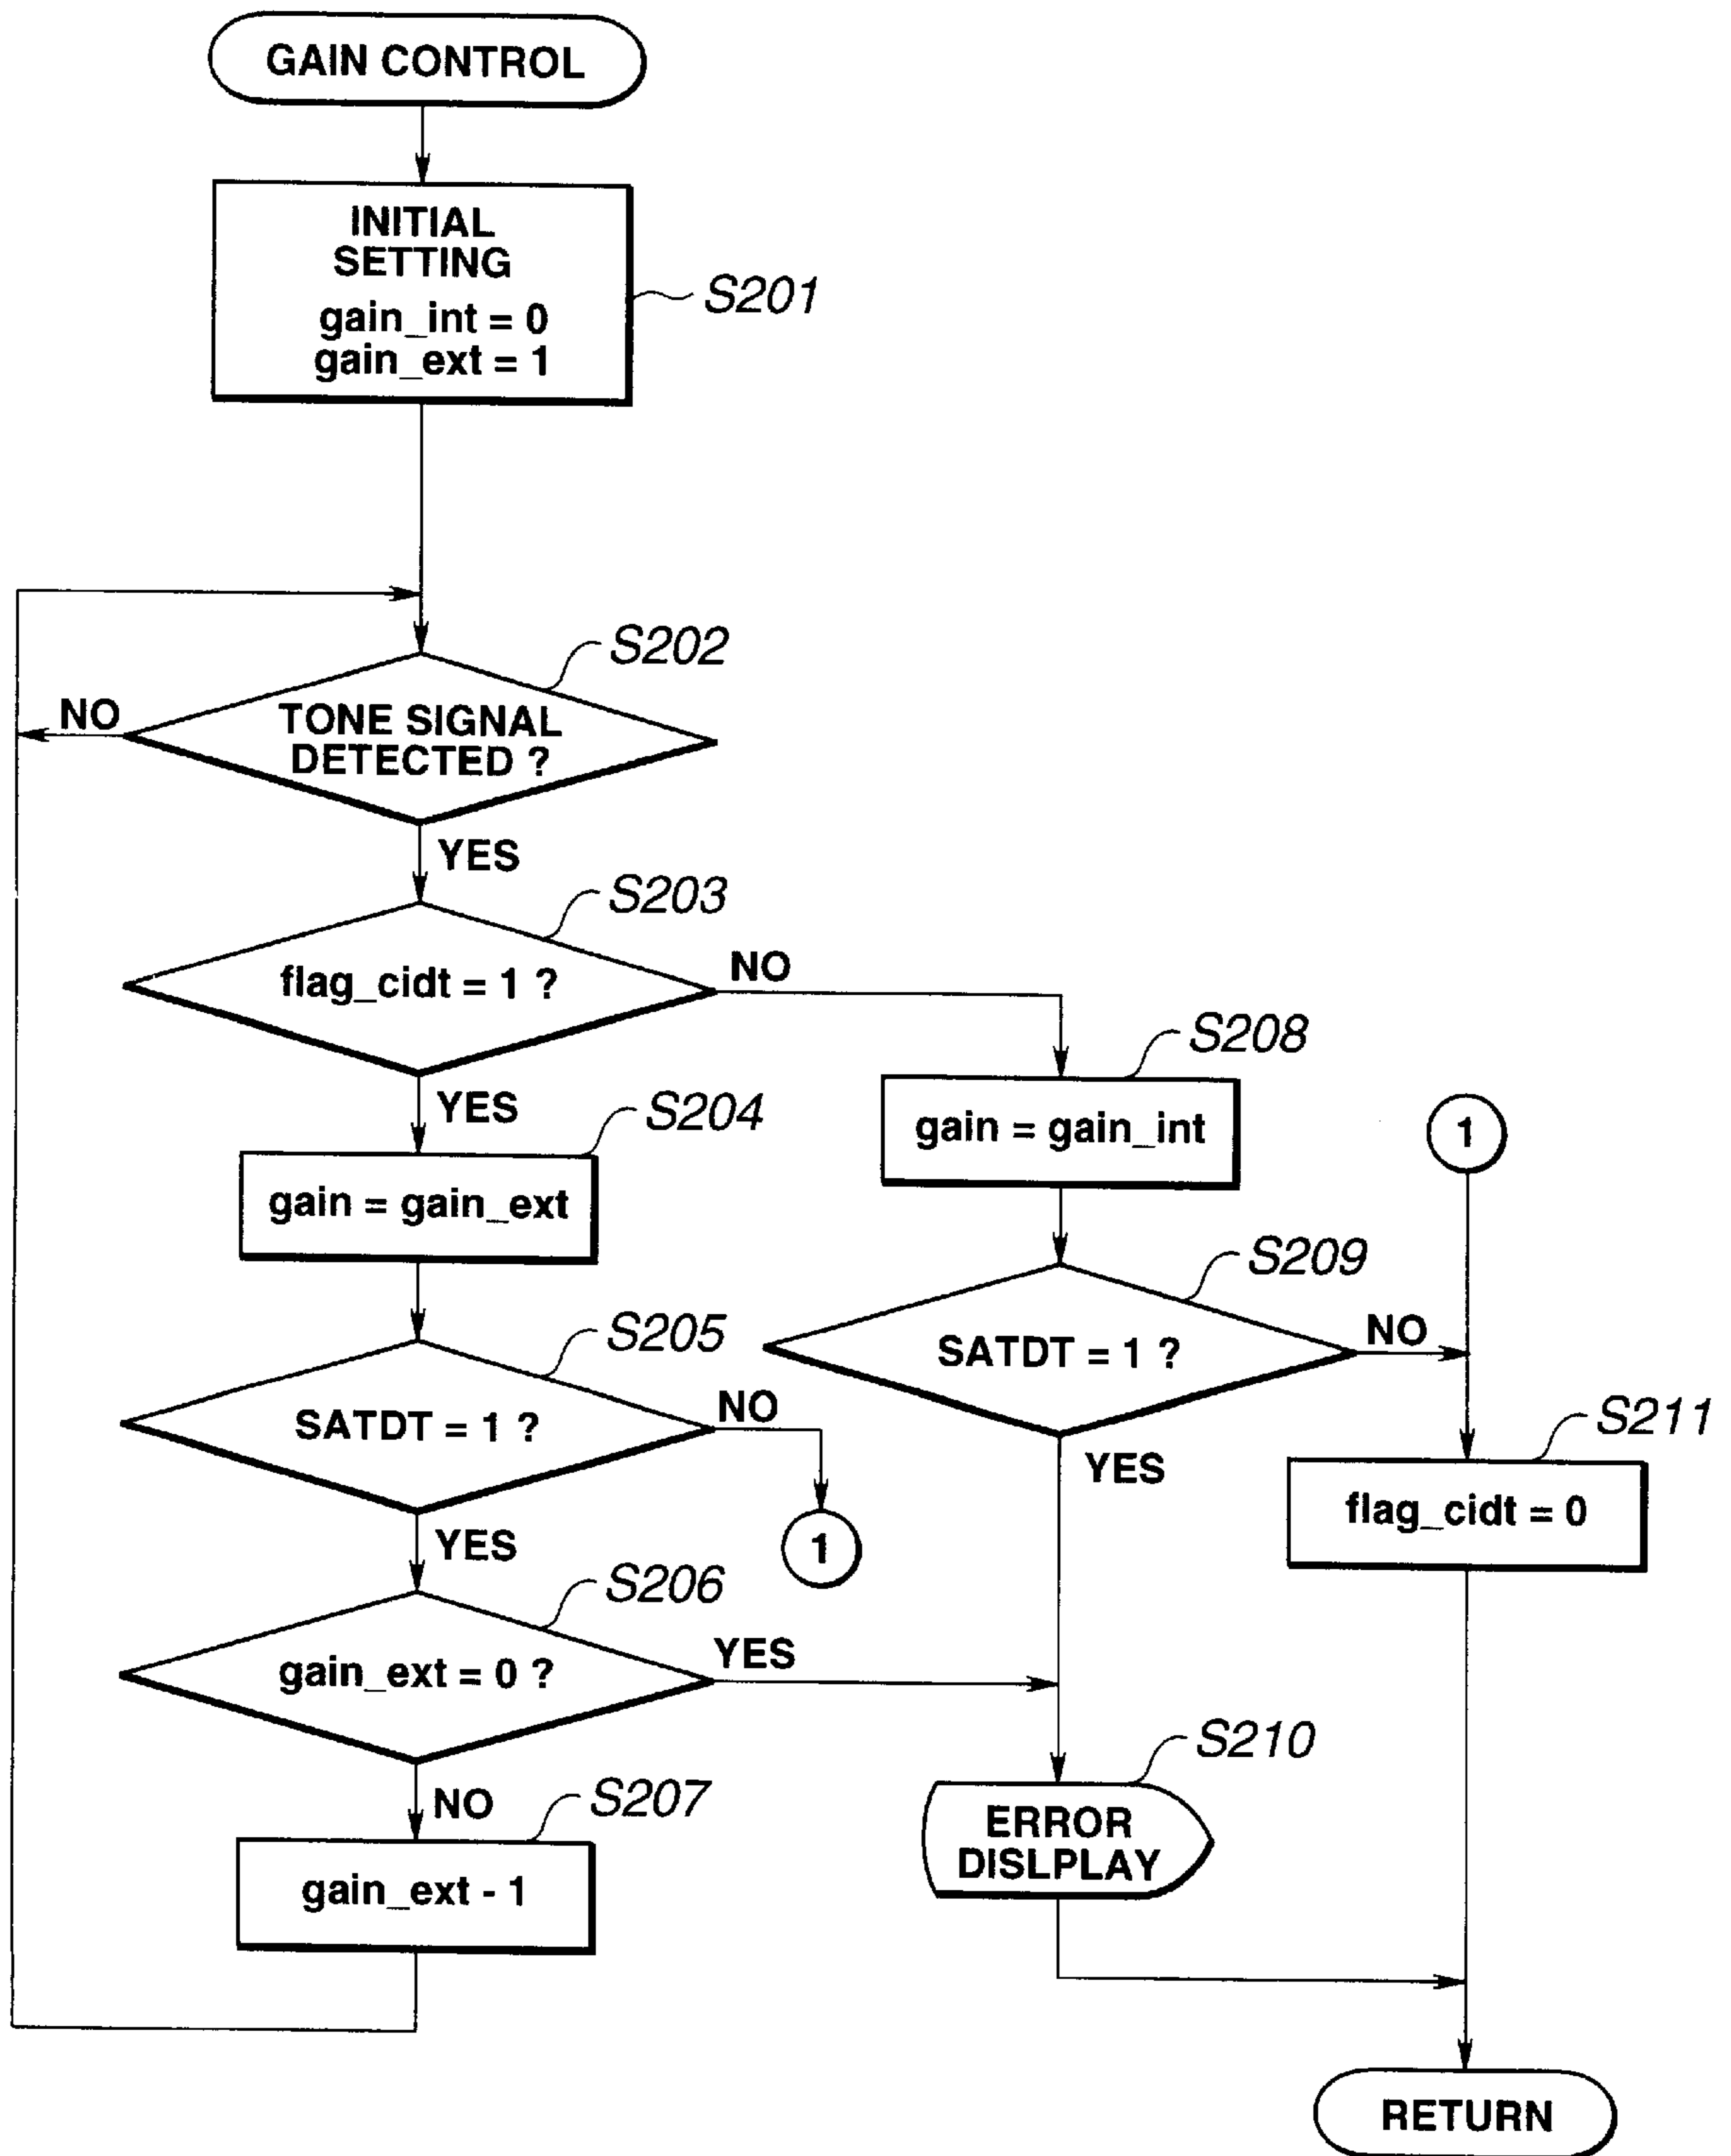 GAIN CONTROL
INITIAL
SETTING
gain_int = 0
gain_ext = 1
S201
S202
TONE SIGNAL
DETECTED ?
NO
YES
S203
flag_cidt = 1 ?
NO
YES
S204
gain = gain_ext
S205
SATDT = 1 ?
NO
1
YES
S206
gain_ext = 0 ?
YES
NO
S207
gain_ext - 1
S208
gain = gain_int
S209
SATDT = 1 ?
NO
YES
S210
ERROR
DISLPLAY
1
S211
flag_cidt = 0
RETURN